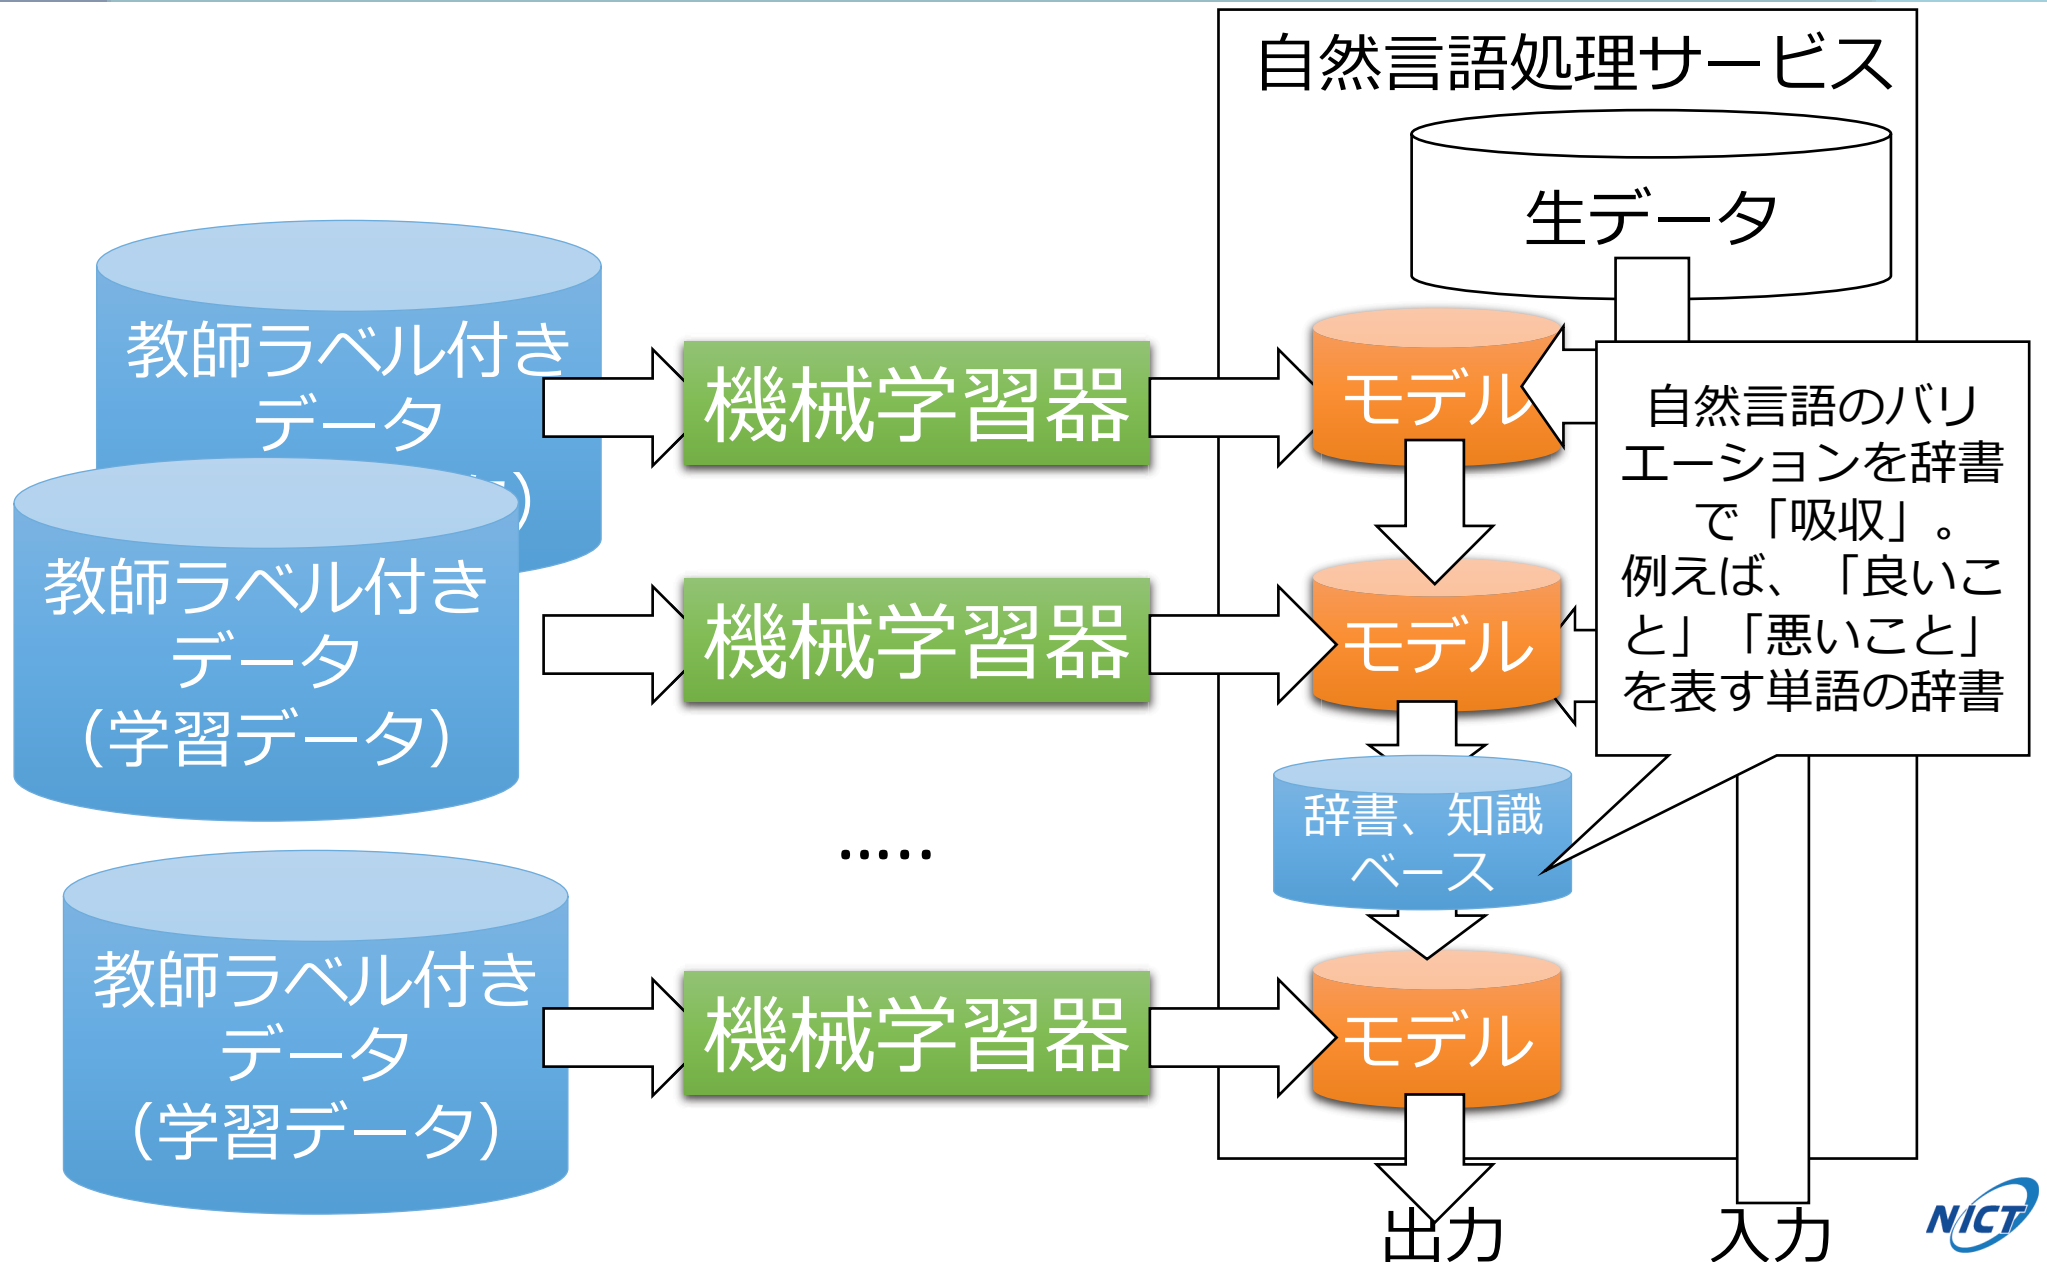 自然言語処理サービス
生データ
教師ラベル付き
データ
）
機械学習器
モデル
教師ラベル付き
データ
（学習データ）
機械学習器
モデル
自然言語のバリ
エーションを辞書
で「吸収」。
例えば、「良いこ
と」「悪いこと」
を表す単語の辞書
.....
辞書、知識
ベース
教師ラベル付き
データ
（学習データ）
機械学習器
モデル
出力
入力
NICT